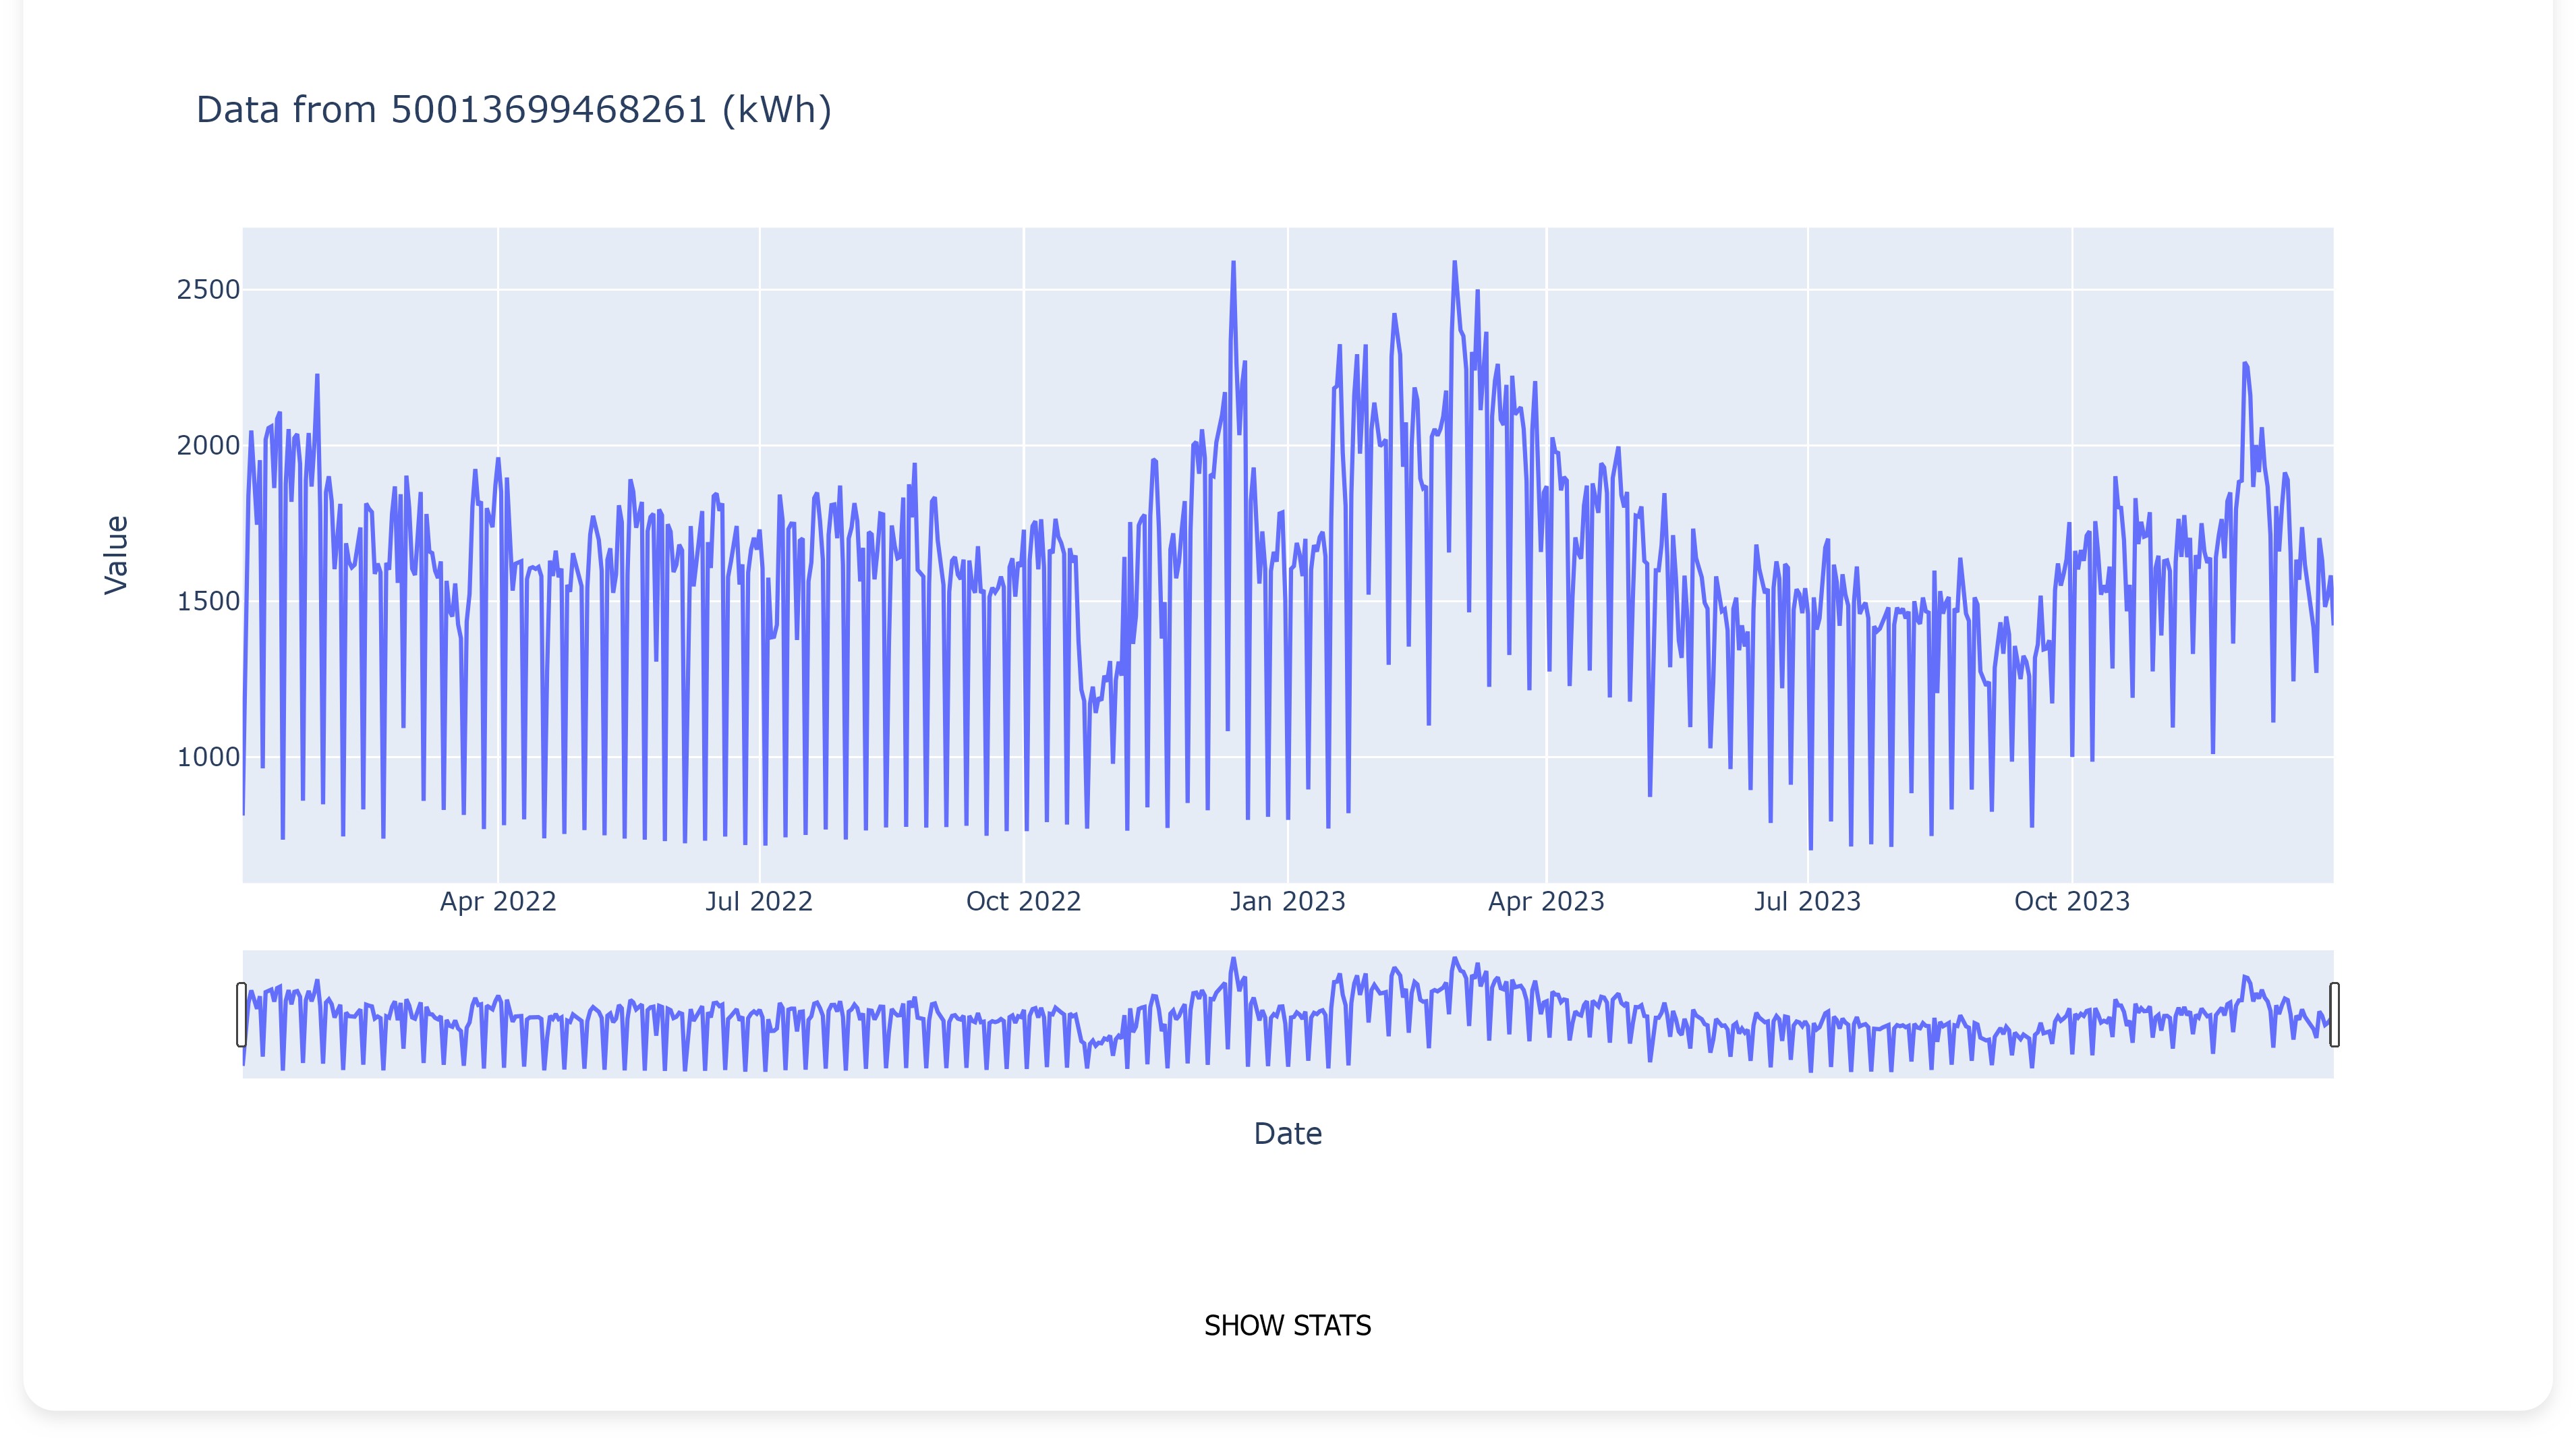 Data from 50013699468261 (kWh)
2500
2000
1500
1000
Value
Apr 2022
Jul 2022
Oct 2022
Jan 2023
Apr 2023
Jul 2023
Oct 2023
Date
SHOW STATS